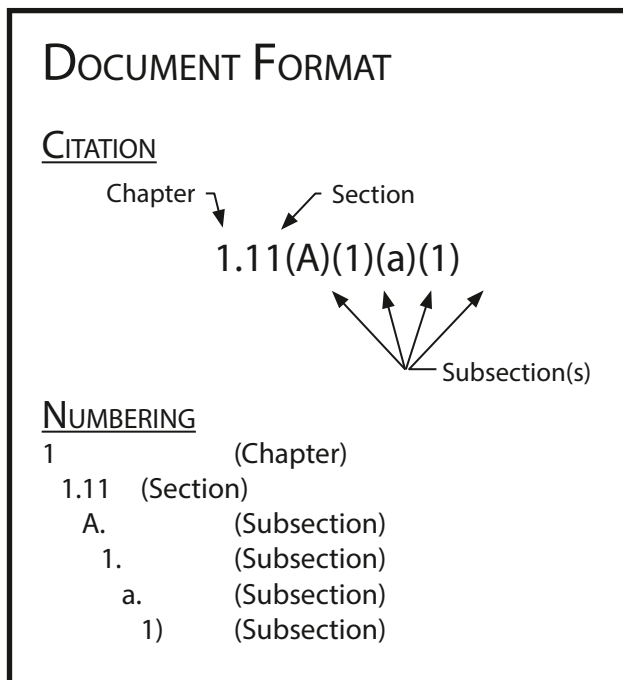 DOCUMENT FORMAT
CITATION
Chapter Section
1.11(A)(1)(a)(1)
Subsection(s)
NUMBERING
1 (Chapter)
1.11 (Section)
A. (Subsection)
1. (Subsection)
a. (Subsection)
1) (Subsection)